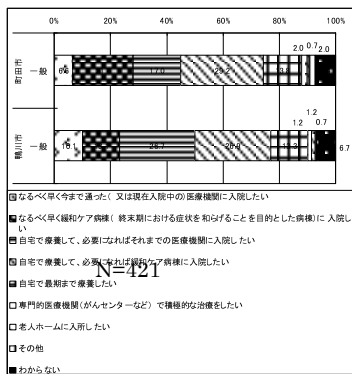 0% 20% 40% 60% 80% 100%
2.0 0.7 2.0
町田市 一般 6.6 17.0 29.2
1.2
1.2 0.7
鴨川市 一般 10.1 26.7 26.9 13.3 6.7
なるべく早く今まで通った( 又は現在入院中の)医療機関に入院したい
なるべく早く緩和ケア病棟( 終末期における症状を和らげることを目的とした病棟)に 入院した
い
自宅で療養して、必要になればそれまでの医療機関に入院したい
自宅で療養して、必要になれば緩和ケア病棟に入院したい
N=421
自宅で最期まで療養したい
専門的医療機関(がんセンターなど) で積極的な治療をしたい
老人ホームに入所したい
その他
わからない